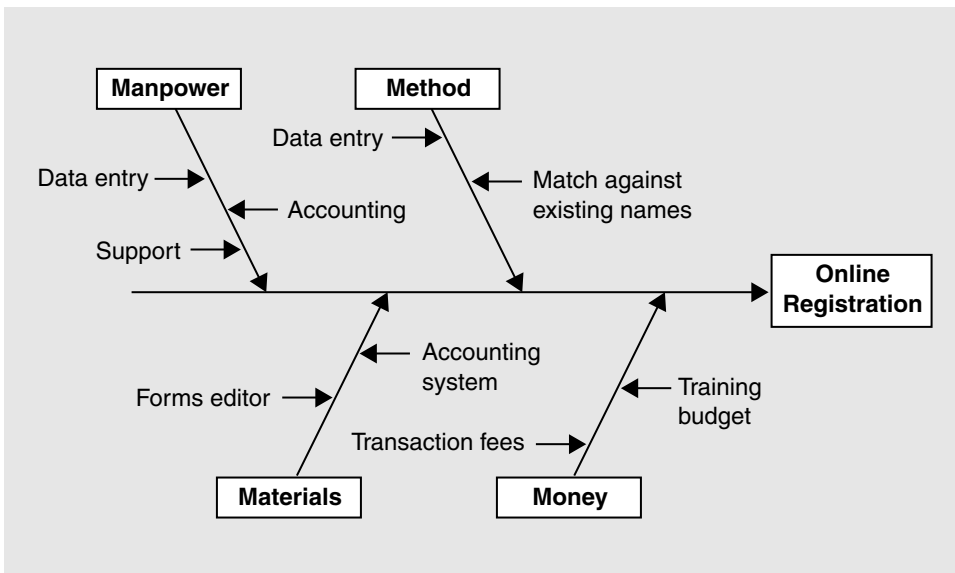 Manpower
Method
Data entry
Data entry
Match against
existing names
Accounting
Support
Online
Registration
Accounting
system
Forms editor
Training
budget
Transaction fees
Materials
Money